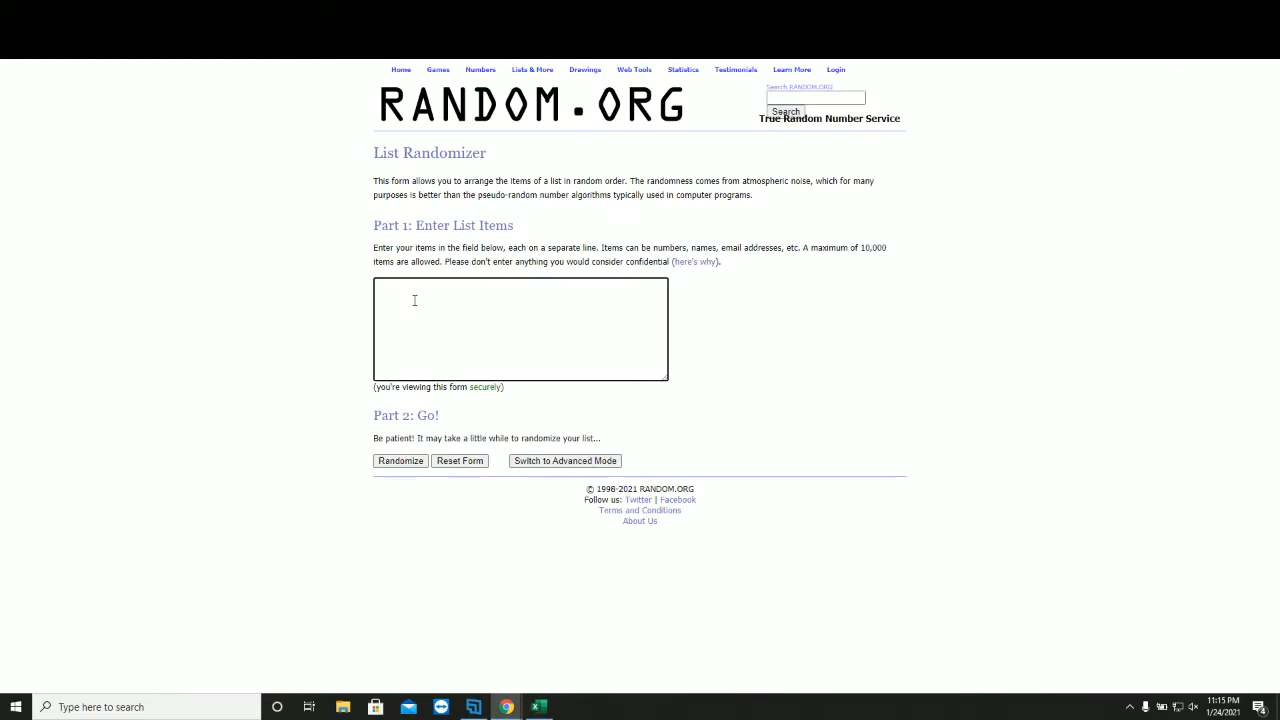 Home Games Numbers Lists & More Drawings Web Tools Statistics Testimonials Learn More Login
RANDOM.ORG
Search RANDOM.ORG
Search
True Random Number Service
List Randomizer
This form allows you to arrange the items of a list in random order. The randomness comes from atmospheric noise, which for many
purposes is better than the pseudo-random number algorithms typically used in computer programs.
Part 1: Enter List Items
Enter your items in the field below, each on a separate line. Items can be numbers, names, email addresses, etc. A maximum of 10,000
items are allowed. Please don't enter anything you would consider confidential (here's why).
(you're viewing this form securely)
Part 2: Go!
Be patient! It may take a little while to randomize your list...
Randomize Reset Form Switch to Advanced Mode
© 1998-2021 RANDOM.ORG
Follow us: Twitter | Facebook
Terms and Conditions
About Us
Type here to search
11:15 PM
1/24/2021
4